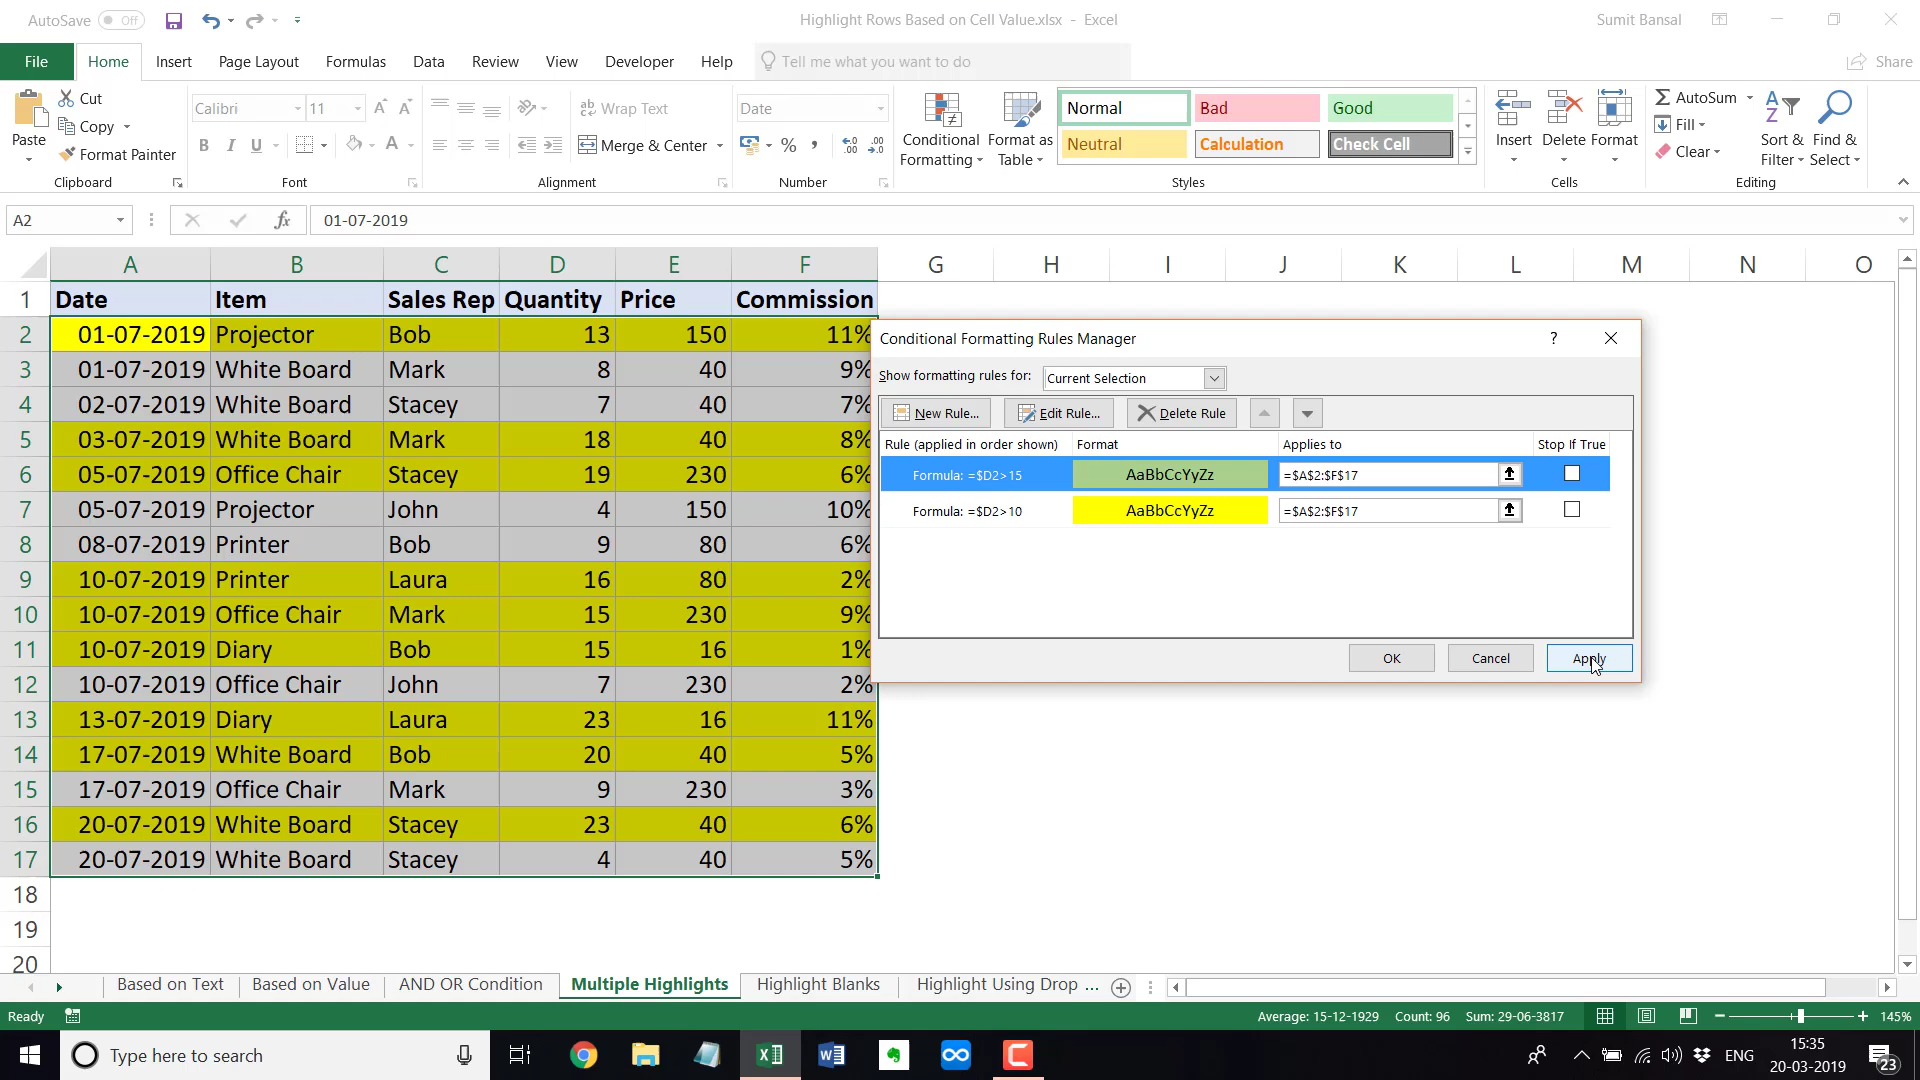 AutoSave Off
Highlight Rows Based on Cell Value.xlsx - Excel
Sumit Bansal
File Home Insert Page Layout Formulas Data Review View Developer Help Tell me what you want to do Share
Paste
Cut
Copy
Format Painter
Clipboard
Calibri 11
B I U
Font
Wrap Text
Merge & Center
Alignment
Date
Number
Conditional Formatting
Format as Table
Normal Bad Good
Neutral Calculation Check Cell
Styles
Insert Delete Format
Cells
AutoSum
Fill
Clear
Sort & Filter
Find & Select
Editing
A2 fx 01-07-2019
A B C D E F G H I J K L M N O
1 Date Item Sales Rep Quantity Price Commission
2 01-07-2019 Projector Bob 13 150 11%
3 01-07-2019 White Board Mark 8 40 9%
4 02-07-2019 White Board Stacey 7 40 7%
5 03-07-2019 White Board Mark 18 40 8%
6 05-07-2019 Office Chair Stacey 19 230 6%
7 05-07-2019 Projector John 4 150 10%
8 08-07-2019 Printer Bob 9 80 6%
9 10-07-2019 Printer Laura 16 80 2%
10 10-07-2019 Office Chair Mark 15 230 9%
11 10-07-2019 Diary Bob 15 16 1%
12 10-07-2019 Office Chair John 7 230 2%
13 13-07-2019 Diary Laura 23 16 11%
14 17-07-2019 White Board Bob 20 40 5%
15 17-07-2019 Office Chair Mark 9 230 3%
16 20-07-2019 White Board Stacey 23 40 6%
17 20-07-2019 White Board Stacey 4 40 5%
18
19
20
Conditional Formatting Rules Manager ?
Show formatting rules for: Current Selection
New Rule... Edit Rule... Delete Rule
Rule (applied in order shown) Format Applies to Stop If True
Formula: =$D2>15 AaBbCcYyZz =$A$2:$F$17
Formula: =$D2>10 AaBbCcYyZz =$A$2:$F$17
OK Cancel Apply
Based on Text Based on Value AND OR Condition Multiple Highlights Highlight Blanks Highlight Using Drop ...
Ready Average: 15-12-1929 Count: 96 Sum: 29-06-3817 145%
Type here to search
ENG
15:35
20-03-2019
23